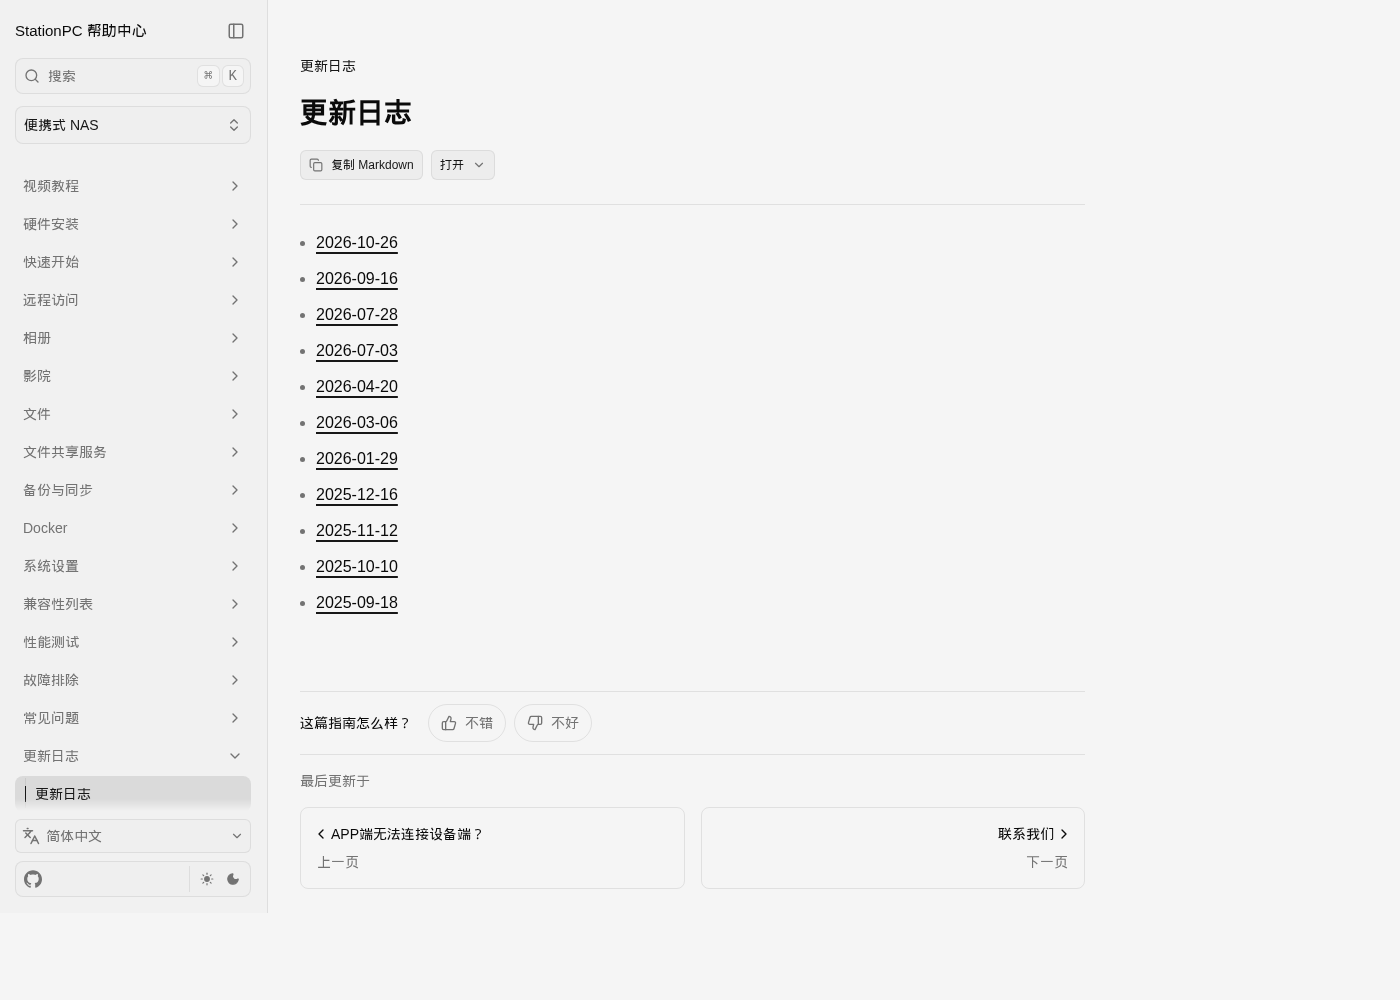 StationPC 帮助中心
搜索 ⌘ K
便携式 NAS
视频教程
硬件安装
快速开始
远程访问
相册
影院
文件
文件共享服务
备份与同步
Docker
系统设置
兼容性列表
性能测试
故障排除
常见问题
更新日志
更新日志
简体中文
更新日志
更新日志
复制 Markdown 打开
2026-10-26
2026-09-16
2026-07-28
2026-07-03
2026-04-20
2026-03-06
2026-01-29
2025-12-16
2025-11-12
2025-10-10
2025-09-18
这篇指南怎么样？ 不错 不好
最后更新于
APP端无法连接设备端？
上一页
联系我们
下一页